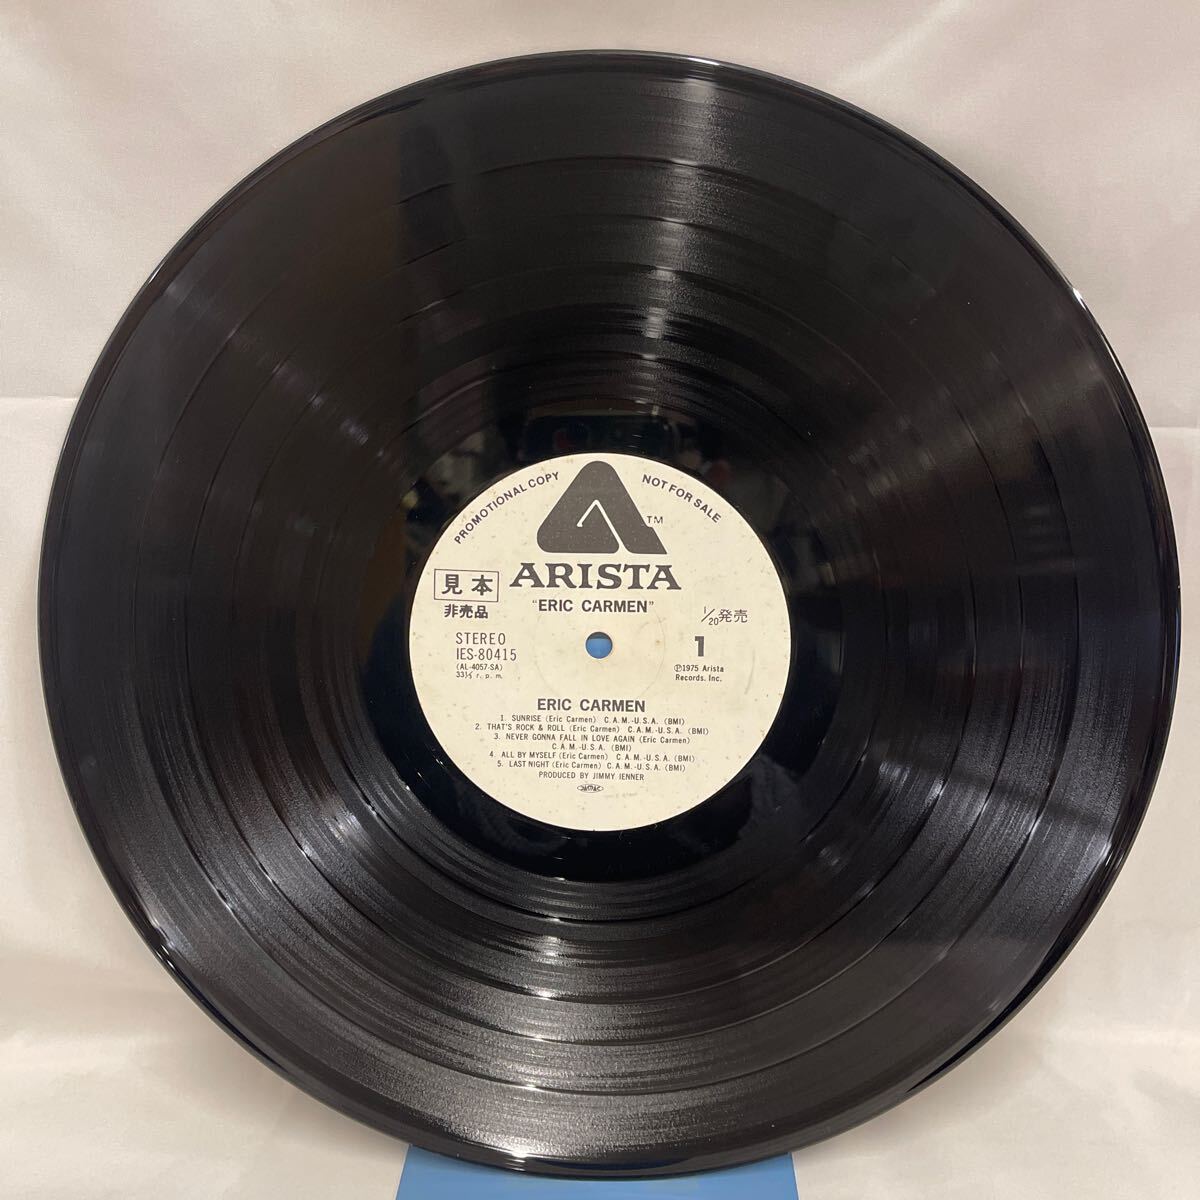 PROMOTIONAL COPY NOT FOR SALE
TM
ARISTA
見本
非売品
"ERIC CARMEN"
1/20発売
STEREO
IES-80415
(AL-4057-SA)
33⅓ r. p. m.
1
Ⓟ1975 Arista
Records. Inc.
ERIC CARMEN
1. SUNRISE (Eric Carmen) C. A. M. -U. S. A. (BMI)
2. THAT'S ROCK & ROLL (Eric Carmen) C. A. M. -U. S. A. (BMI)
3. NEVER GONNA FALL IN LOVE AGAIN (Eric Carmen)
C. A. M. -U. S. A. (BMI)
4. ALL BY MYSELF (Eric Carmen) C. A. M. -U. S. A. (BMI)
5. LAST NIGHT (Eric Carmen) C. A. M. -U. S. A. (BMI)
PRODUCED BY JIMMY IENNER
JASRAC